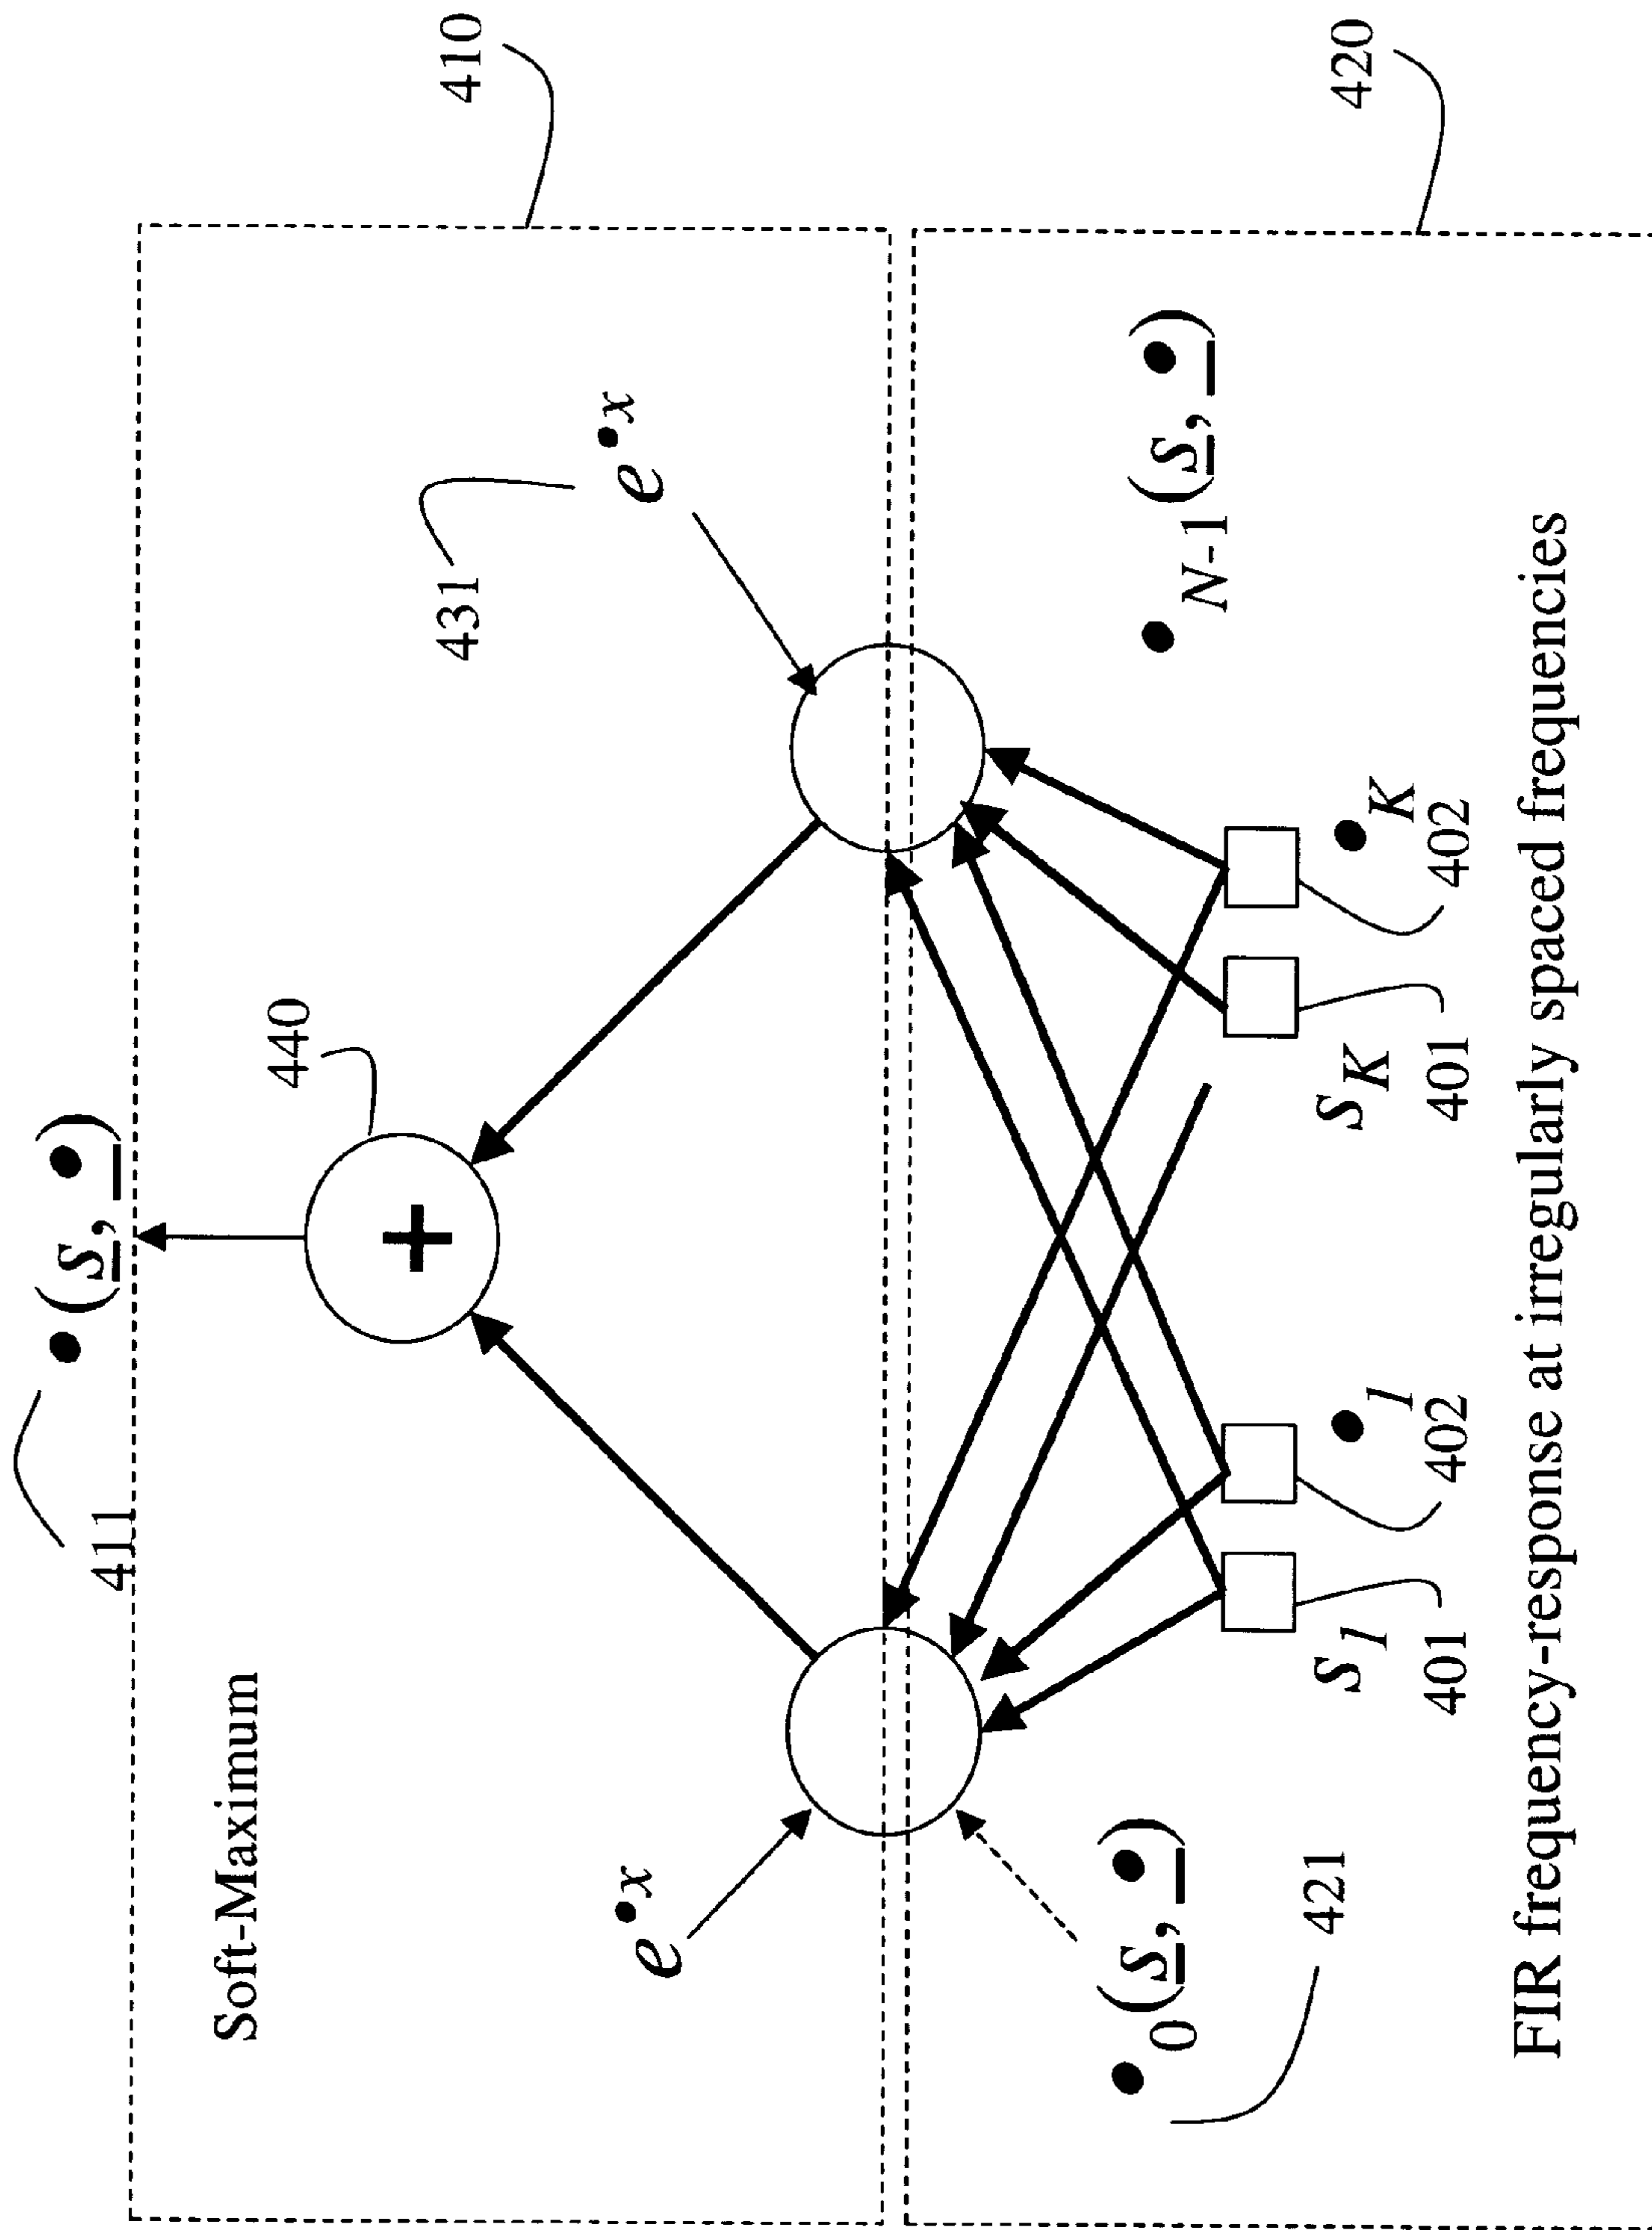 411
• (s, •)
440
410
Soft-Maximum
431
e•x
e•x
421
•0(s, •)
•N-1(s, •)
420
S1
401
•1
402
SK
401
•K
402
FIR frequency-response at irregularly spaced frequencies
+